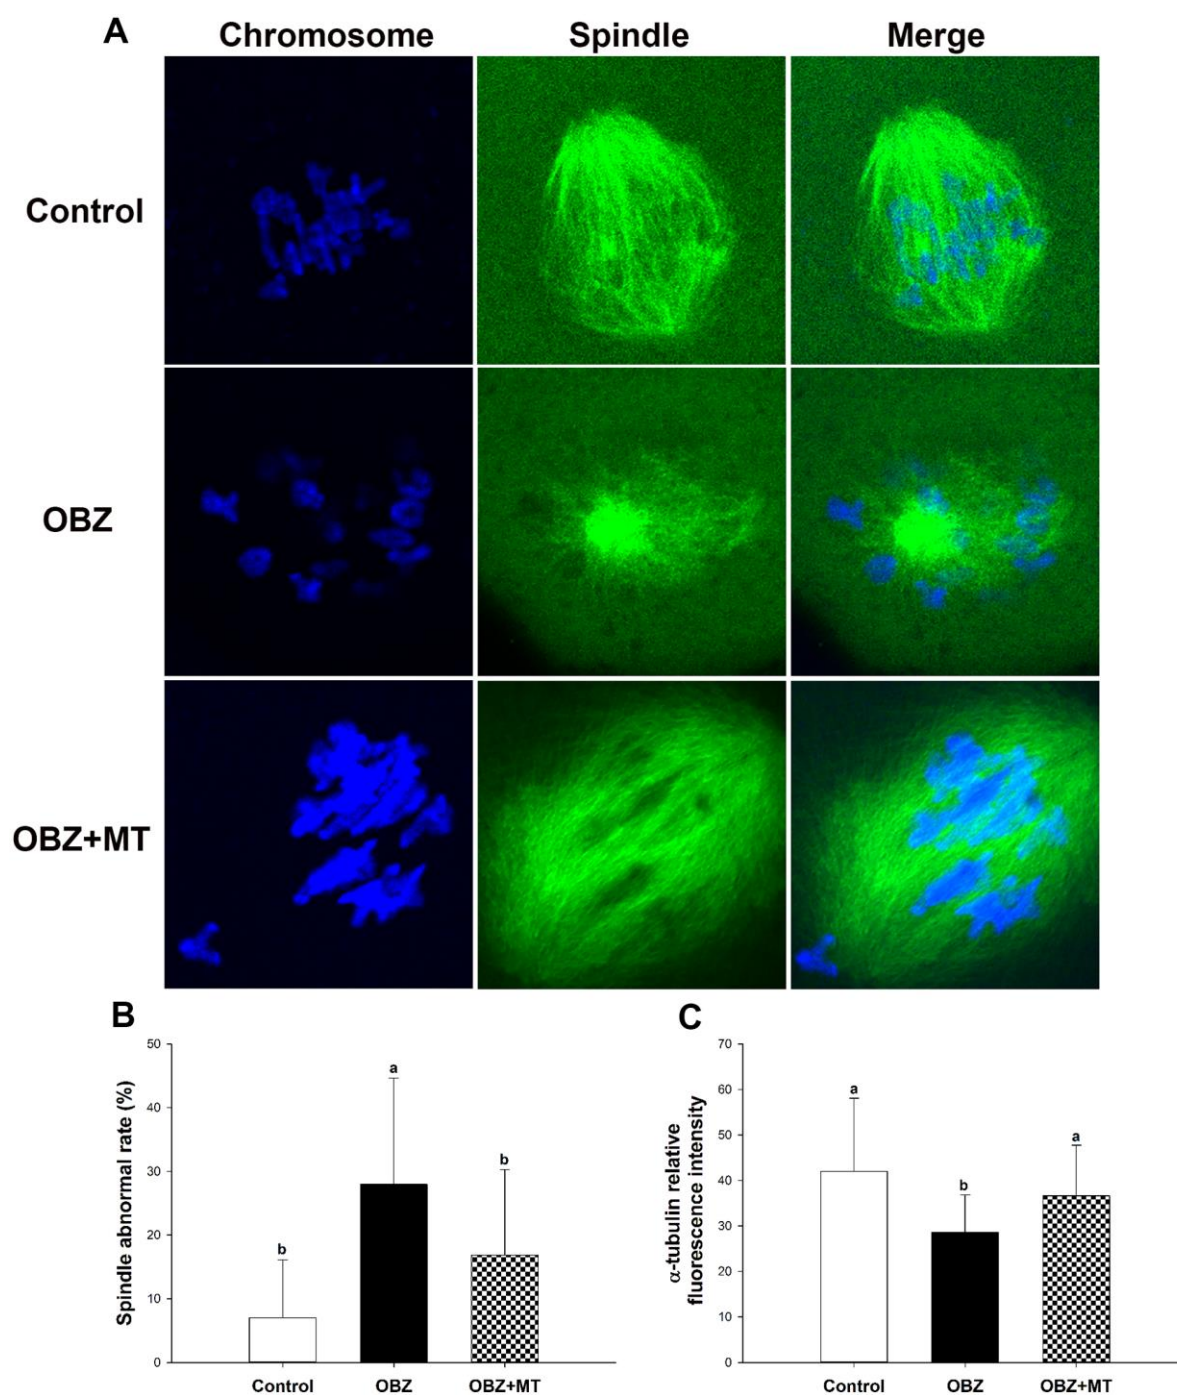 A
Chromosome Spindle Merge
Control
OBZ
OBZ+MT
B
Spindle abnormal rate (%)
50
40
30
20
10
0
b
a
b
Control OBZ OBZ+MT
C
α-tubulin relative
fluorescence intensity
70
60
50
40
30
20
10
0
a
b
a
Control OBZ OBZ+MT